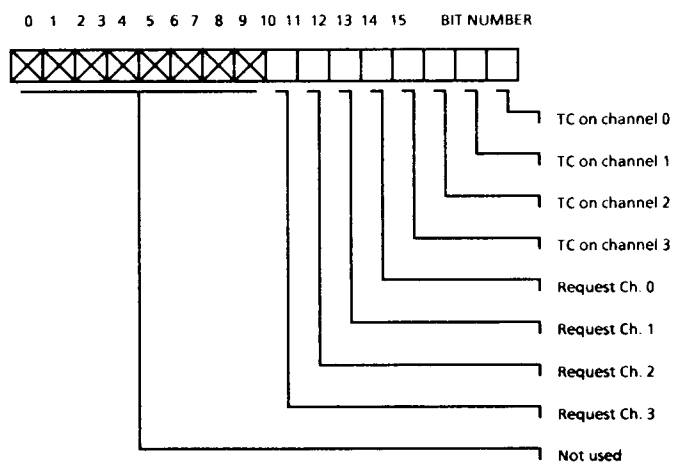 0 1 2 3 4 5 6 7 8 9 10 11 12 13 14 15 BIT NUMBER
TC on channel 0
TC on channel 1
TC on channel 2
TC on channel 3
Request Ch. 0
Request Ch. 1
Request Ch. 2
Request Ch. 3
Not used